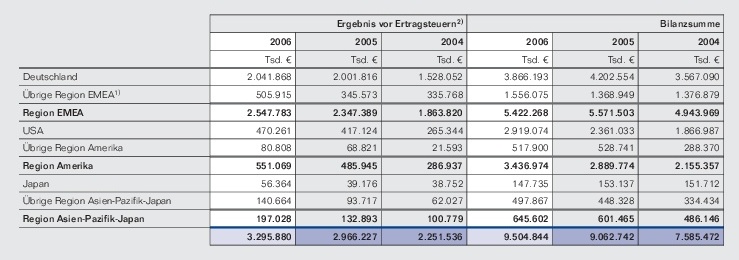 Ergebnis vor Ertragsteuern2) Bilanzsumme
2006 2005 2004 2006 2005 2004
Tsd. € Tsd. € Tsd. € Tsd. € Tsd. € Tsd. €
Deutschland 2.041.868 2.001.816 1.528.052 3.866.193 4.202.554 3.567.090
Übrige Region EMEA1) 505.915 345.573 335.768 1.556.075 1.368.949 1.376.879
Region EMEA 2.547.783 2.347.389 1.863.820 5.422.268 5.571.503 4.943.969
USA 470.261 417.124 265.344 2.919.074 2.361.033 1.866.987
Übrige Region Amerika 80.808 68.821 21.593 517.900 528.741 288.370
Region Amerika 551.069 485.945 286.937 3.436.974 2.889.774 2.155.357
Japan 56.364 39.176 38.752 147.735 153.137 151.712
Übrige Region Asien-Pazifik-Japan 140.664 93.717 62.027 497.867 448.328 334.434
Region Asien-Pazifik-Japan 197.028 132.893 100.779 645.602 601.465 486.146
3.295.880 2.966.227 2.251.536 9.504.844 9.062.742 7.585.472